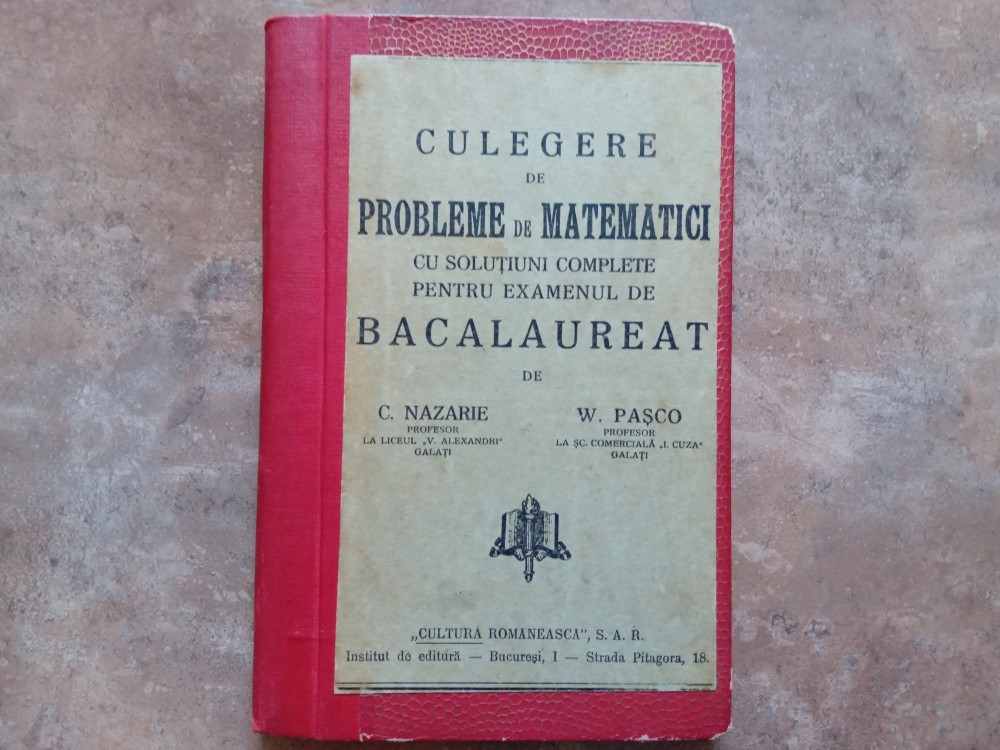 CULEGERE
DE
PROBLEME DE MATEMATICI
CU SOLUȚIUNI COMPLETE
PENTRU EXAMENUL DE
BACALAUREAT
DE
C. NAZARIE
PROFESOR
LA LICEUL „V. ALEXANDRI"
GALAȚI
W. PAȘCO
PROFESOR
LA ȘC. COMERCIALĂ „I. CUZA"
GALAȚI
„CULTURĂ ROMÂNEASCĂ", S. A. R.
Institut de editură — București, I — Strada Pitagora, 18.